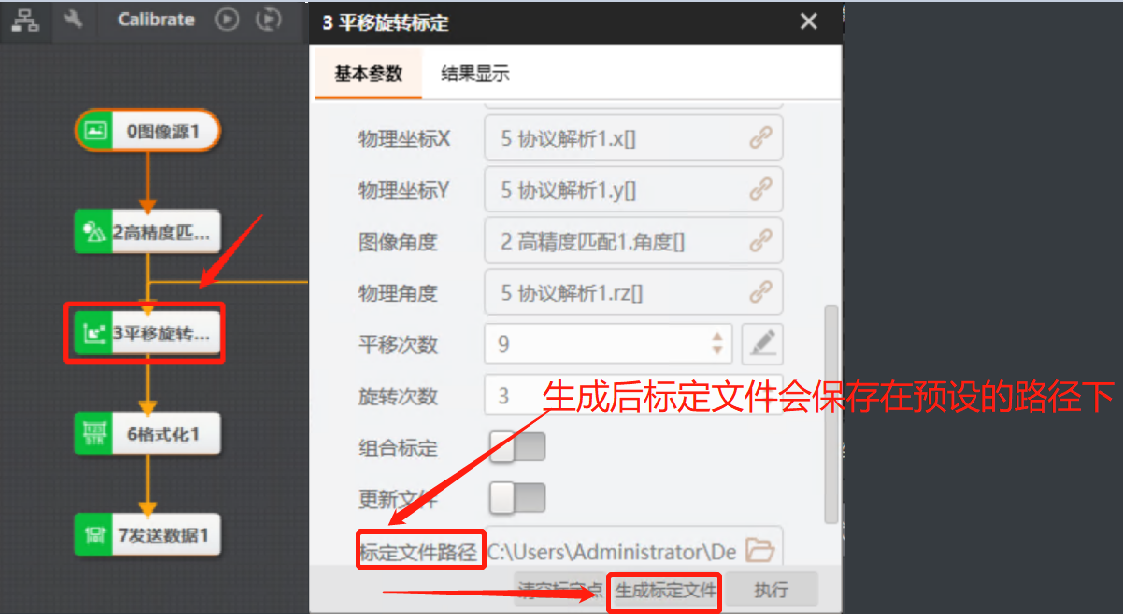 Calibrate
0图像源1
2高精度匹...
3平移旋转...
6格式化1
7发送数据1
3 平移旋转标定
基本参数 结果显示
物理坐标X 5 协议解析1.x[]
物理坐标Y 5 协议解析1.y[]
图像角度 2 高精度匹配1.角度[]
物理角度 5 协议解析1.rz[]
平移次数 9
旋转次数 3
生成后标定文件会保存在预设的路径下
组合标定
更新文件
标定文件路径 C:\Users\Administrator\De
清空标定点 生成标定文件 执行